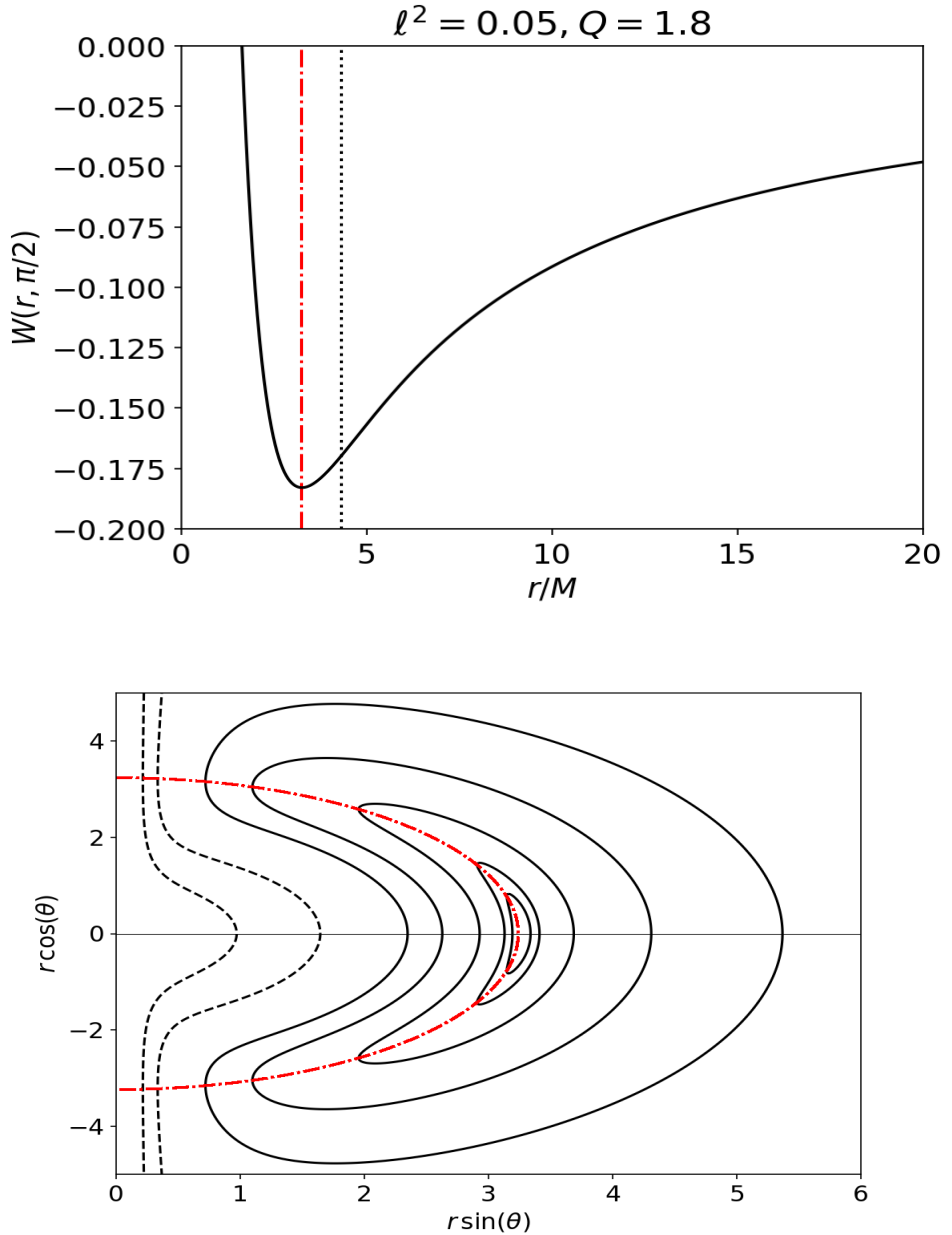 ℓ² = 0.05, Q = 1.8
0.000
−0.025
−0.050
−0.075
−0.100
−0.125
−0.150
−0.175
−0.200
W(r, π/2)
0 5 10 15 20
r/M
4
2
0
−2
−4
r cos(θ)
0 1 2 3 4 5 6
r sin(θ)